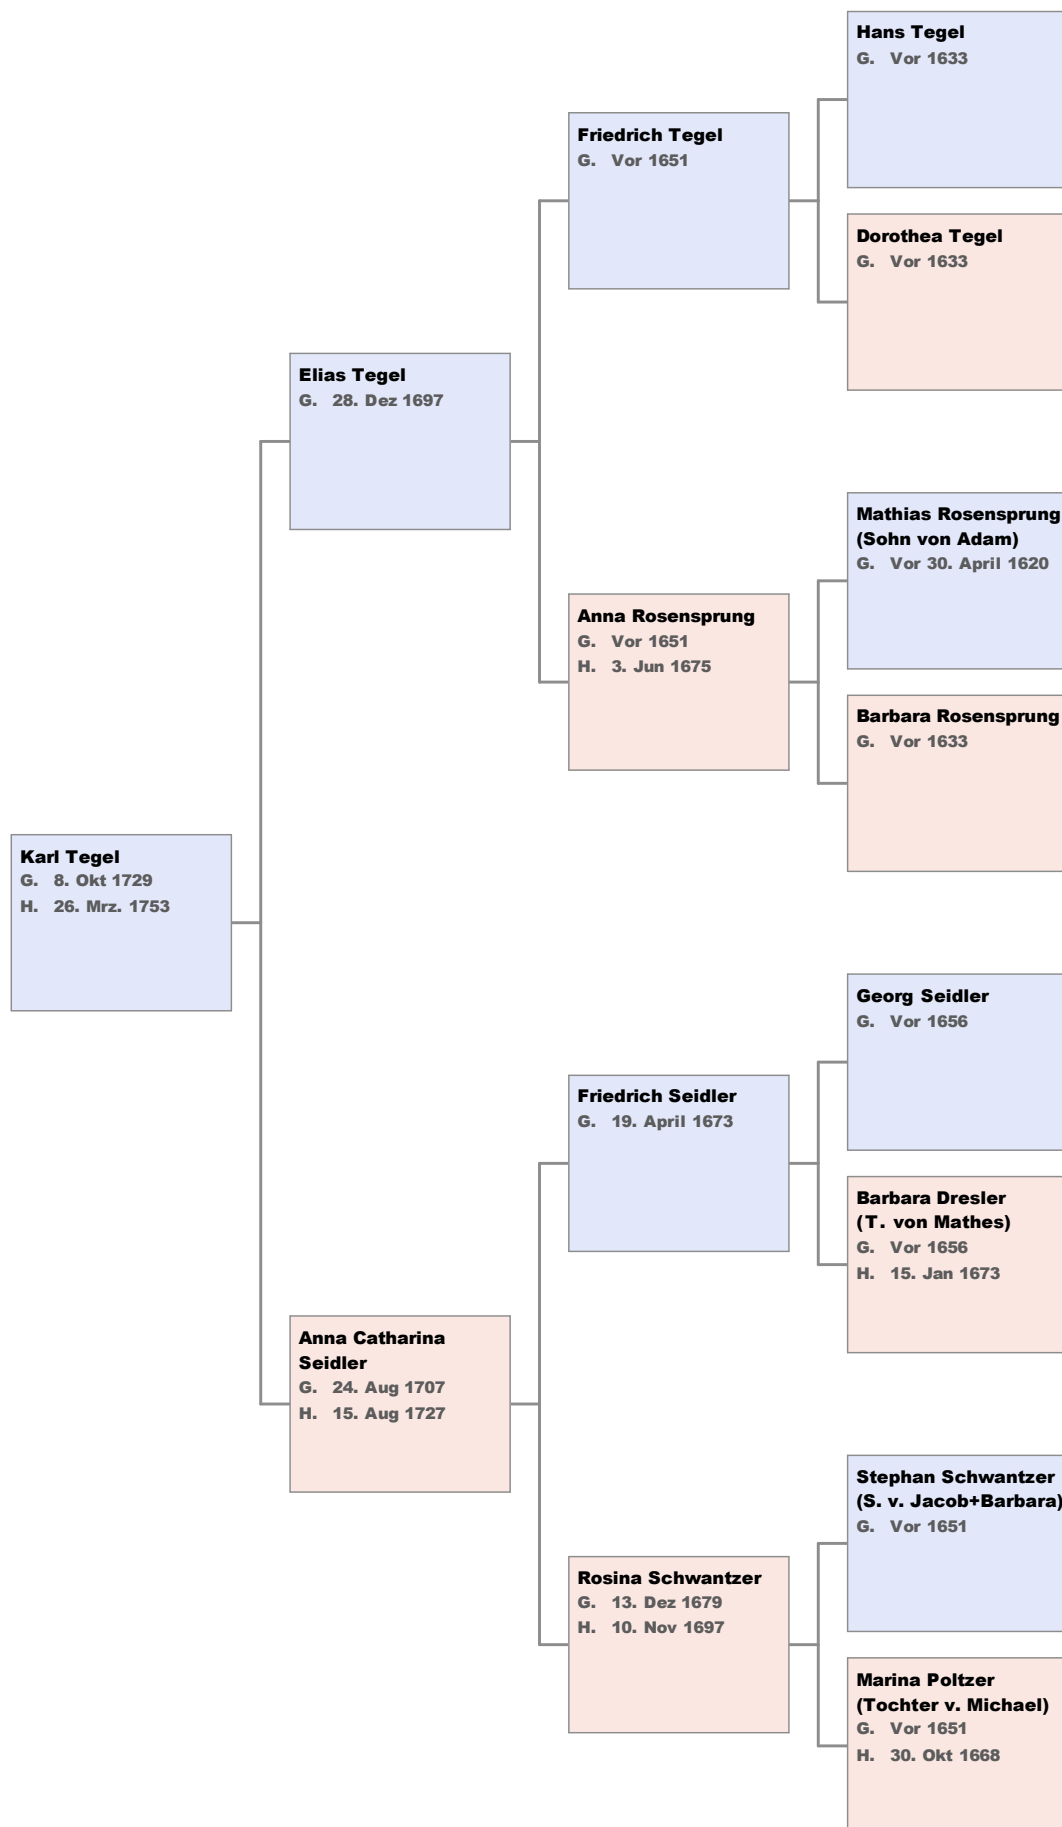 Hans Tegel
G. Vor 1633
Friedrich Tegel
G. Vor 1651
Dorothea Tegel
G. Vor 1633
Elias Tegel
G. 28. Dez 1697
Mathias Rosensprung
(Sohn von Adam)
G. Vor 30. April 1620
Anna Rosensprung
G. Vor 1651
H. 3. Jun 1675
Barbara Rosensprung
G. Vor 1633
Karl Tegel
G. 8. Okt 1729
H. 26. Mrz. 1753
Georg Seidler
G. Vor 1656
Friedrich Seidler
G. 19. April 1673
Barbara Dresler
(T. von Mathes)
G. Vor 1656
H. 15. Jan 1673
Anna Catharina
Seidler
G. 24. Aug 1707
H. 15. Aug 1727
Stephan Schwantzer
(S. v. Jacob+Barbara)
G. Vor 1651
Rosina Schwantzer
G. 13. Dez 1679
H. 10. Nov 1697
Marina Poltzer
(Tochter v. Michael)
G. Vor 1651
H. 30. Okt 1668